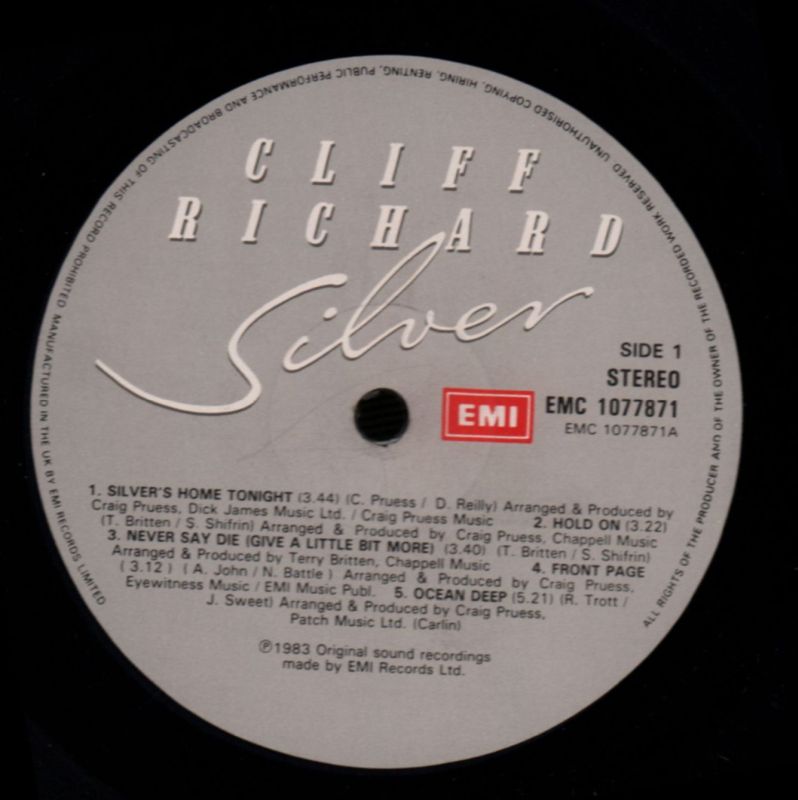 CLIFF
RICHARD
Silver
SIDE 1
STEREO
EMI
EMC 1077871
EMC 1077871A
1. SILVER'S HOME TONIGHT (3.44) (C. Pruess / D. Reilly) Arranged & Produced by
Craig Pruess, Dick James Music Ltd. / Craig Pruess Music 2. HOLD ON (3.22)
(T. Britten / S. Shifrin) Arranged & Produced by Craig Pruess, Chappell Music
3. NEVER SAY DIE (GIVE A LITTLE BIT MORE) (3.40) (T. Britten / S. Shifrin)
Arranged & Produced by Terry Britten, Chappell Music 4. FRONT PAGE
(3.12) (A. John / N. Battle) Arranged & Produced by Craig Pruess,
Eyewitness Music / EMI Music Publ. 5. OCEAN DEEP (5.21) (R. Trott /
J. Sweet) Arranged & Produced by Craig Pruess,
Patch Music Ltd. (Carlin)
℗1983 Original sound recordings
made by EMI Records Ltd.
MANUFACTURED IN THE UK BY EMI RECORDS LIMITED
ALL RIGHTS OF THE PRODUCER AND OF THE OWNER OF THE RECORDED WORK RESERVED. UNAUTHORISED COPYING, HIRING, RENTING, PUBLIC PERFORMANCE AND BROADCASTING OF THIS RECORD PROHIBITED